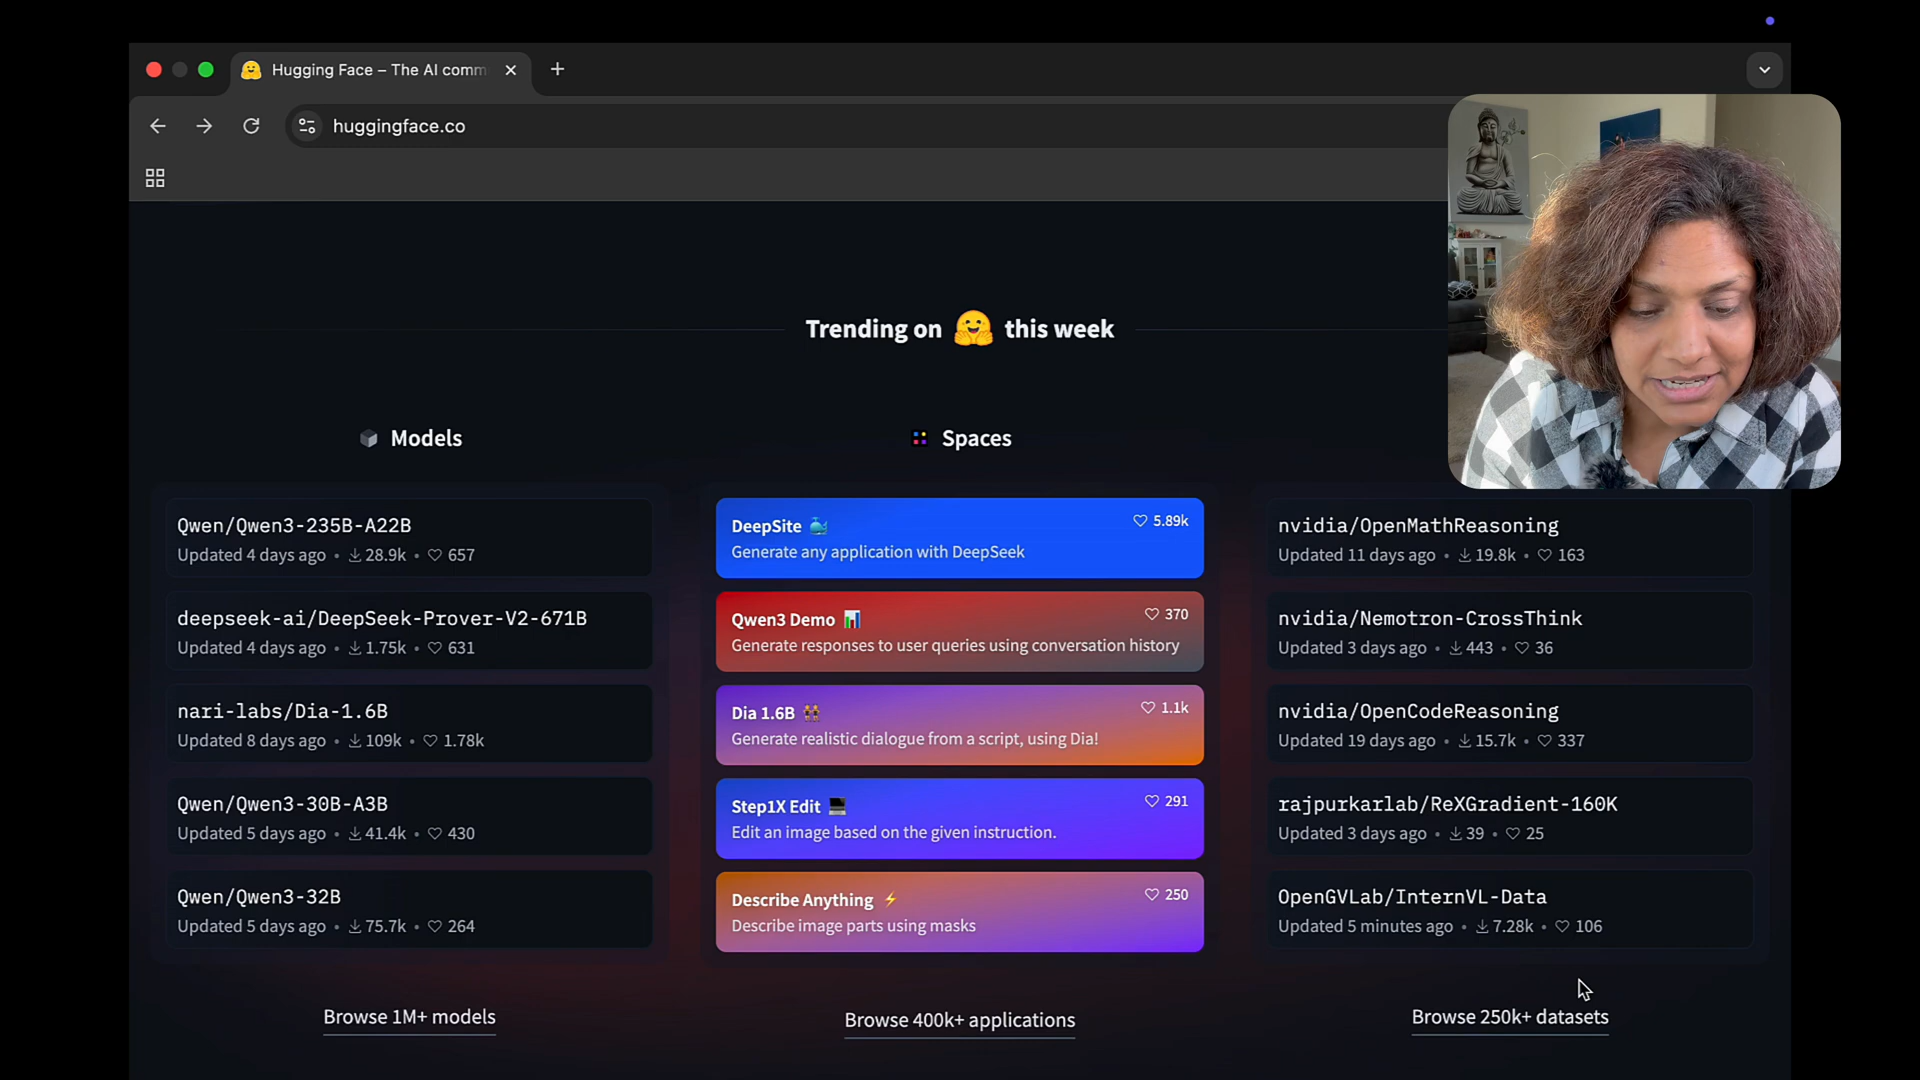 Hugging Face – The AI comm
huggingface.co
Trending on 🤗 this week
Models
Qwen/Qwen3-235B-A22B
Updated 4 days ago • 28.9k • 657
deepseek-ai/DeepSeek-Prover-V2-671B
Updated 4 days ago • 1.75k • 631
nari-labs/Dia-1.6B
Updated 8 days ago • 109k • 1.78k
Qwen/Qwen3-30B-A3B
Updated 5 days ago • 41.4k • 430
Qwen/Qwen3-32B
Updated 5 days ago • 75.7k • 264
Browse 1M+ models
Spaces
DeepSite 🐳 5.89k
Generate any application with DeepSeek
Qwen3 Demo 📊 370
Generate responses to user queries using conversation history
Dia 1.6B 👯 1.1k
Generate realistic dialogue from a script, using Dia!
Step1X Edit 💻 291
Edit an image based on the given instruction.
Describe Anything ⚡ 250
Describe image parts using masks
Browse 400k+ applications
nvidia/OpenMathReasoning
Updated 11 days ago • 19.8k • 163
nvidia/Nemotron-CrossThink
Updated 3 days ago • 443 • 36
nvidia/OpenCodeReasoning
Updated 19 days ago • 15.7k • 337
rajpurkarlab/ReXGradient-160K
Updated 3 days ago • 39 • 25
OpenGVLab/InternVL-Data
Updated 5 minutes ago • 7.28k • 106
Browse 250k+ datasets